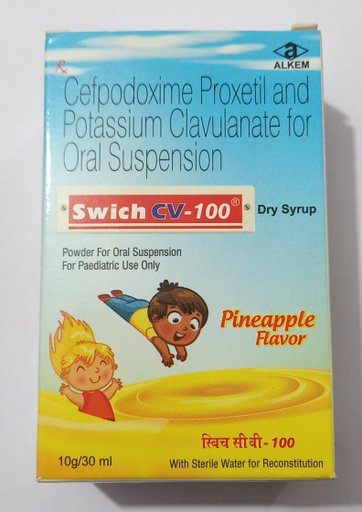 ALKEM
Rx
Cefpodoxime Proxetil and
Potassium Clavulanate for
Oral Suspension
Swich CV-100® Dry Syrup
Powder For Oral Suspension
For Paediatric Use Only
Pineapple
Flavor
स्विच सी वी - 100
10g/30 ml
With Sterile Water for Reconstitution